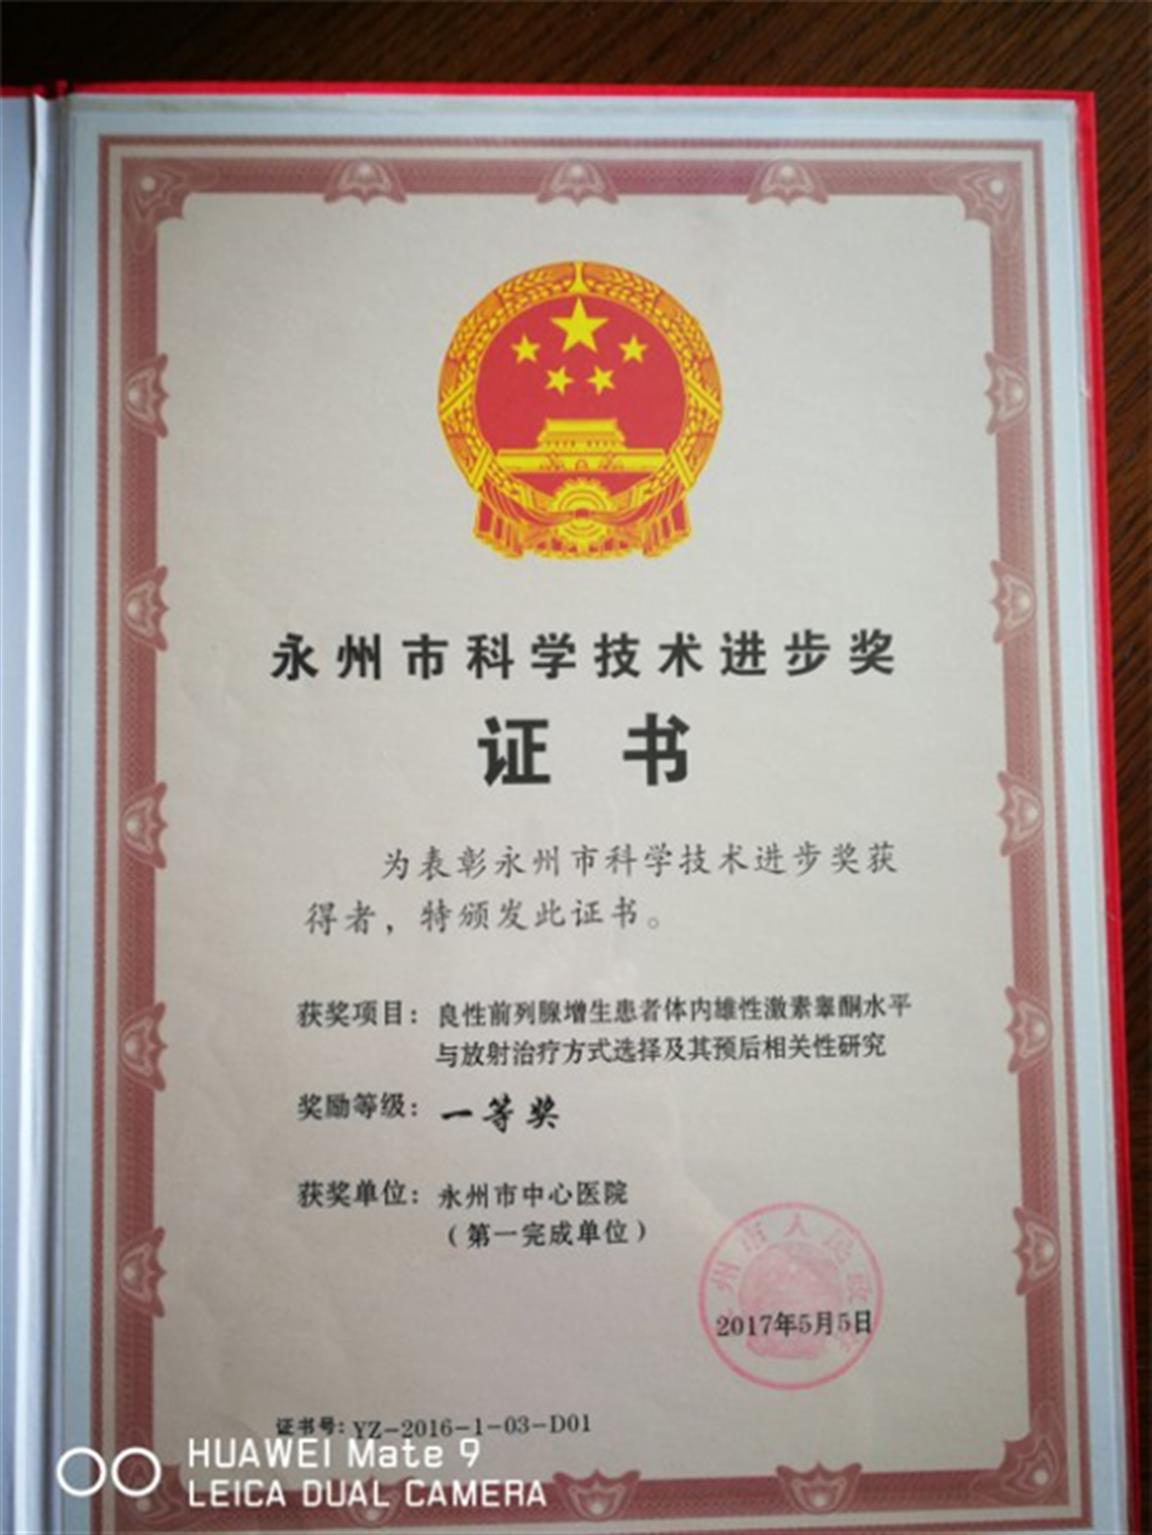 永州市科学技术进步奖
证书
为表彰永州市科学技术进步奖获
得者，特颁发此证书。
获奖项目：良性前列腺增生患者体内雄性激素睾酮水平
与放射治疗方式选择及其预后相关性研究
奖励等级：一等奖
获奖单位：永州市中心医院
（第一完成单位）
州市人民政
2017年5月5日
证书号：YZ-2016-1-03-D01
HUAWEI Mate 9
LEICA DUAL CAMERA